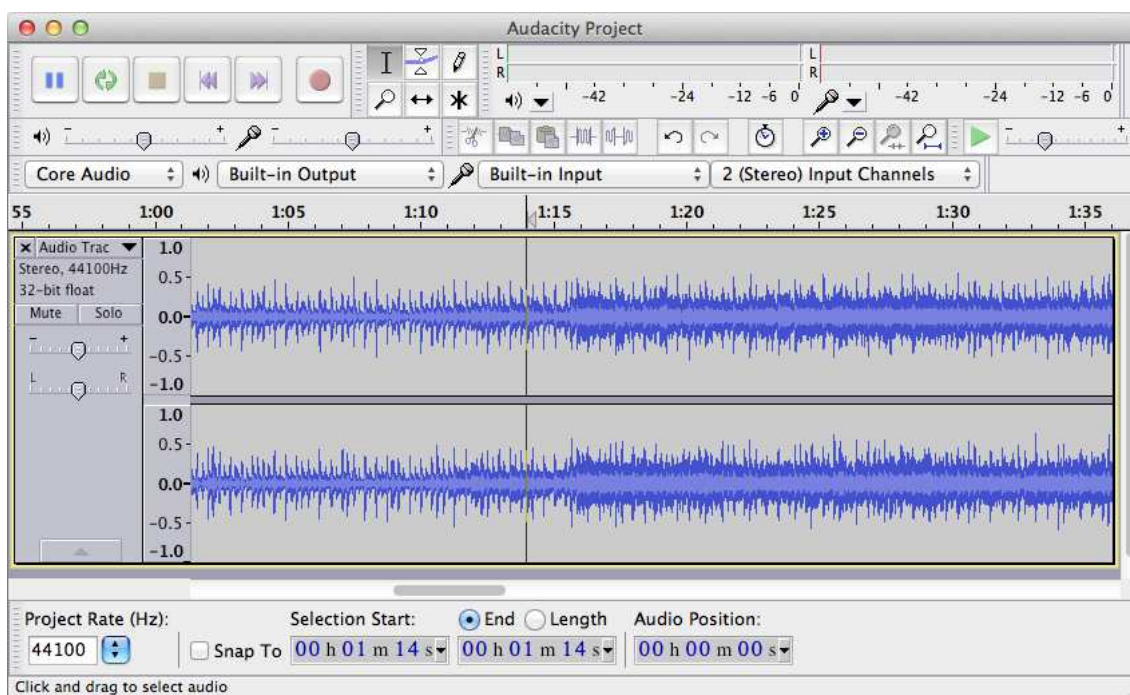 Audacity Project
L
R
-42 -24 -12 -6 0
L
R
-42 -24 -12 -6 0
- +
- +
- +
Core Audio
Built-in Output
Built-in Input
2 (Stereo) Input Channels
55 1:00 1:05 1:10 1:15 1:20 1:25 1:30 1:35
Audio Trac
Stereo, 44100Hz
32-bit float
Mute Solo
- +
L R
1.0
0.5
0.0
-0.5
-1.0
1.0
0.5
0.0
-0.5
-1.0
Project Rate (Hz): Selection Start: End Length Audio Position:
44100 Snap To 00 h 01 m 14 s 00 h 01 m 14 s 00 h 00 m 00 s
Click and drag to select audio